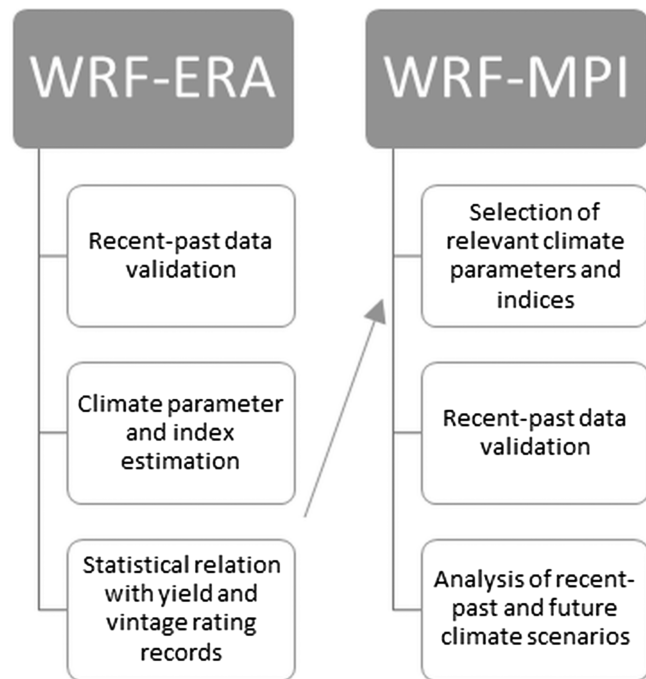 WRF-ERA
Recent-past data
validation
Climate parameter
and index
estimation
Statistical relation
with yield and
vintage rating
records
WRF-MPI
Selection of
relevant climate
parameters and
indices
Recent-past data
validation
Analysis of recent-
past and future
climate scenarios